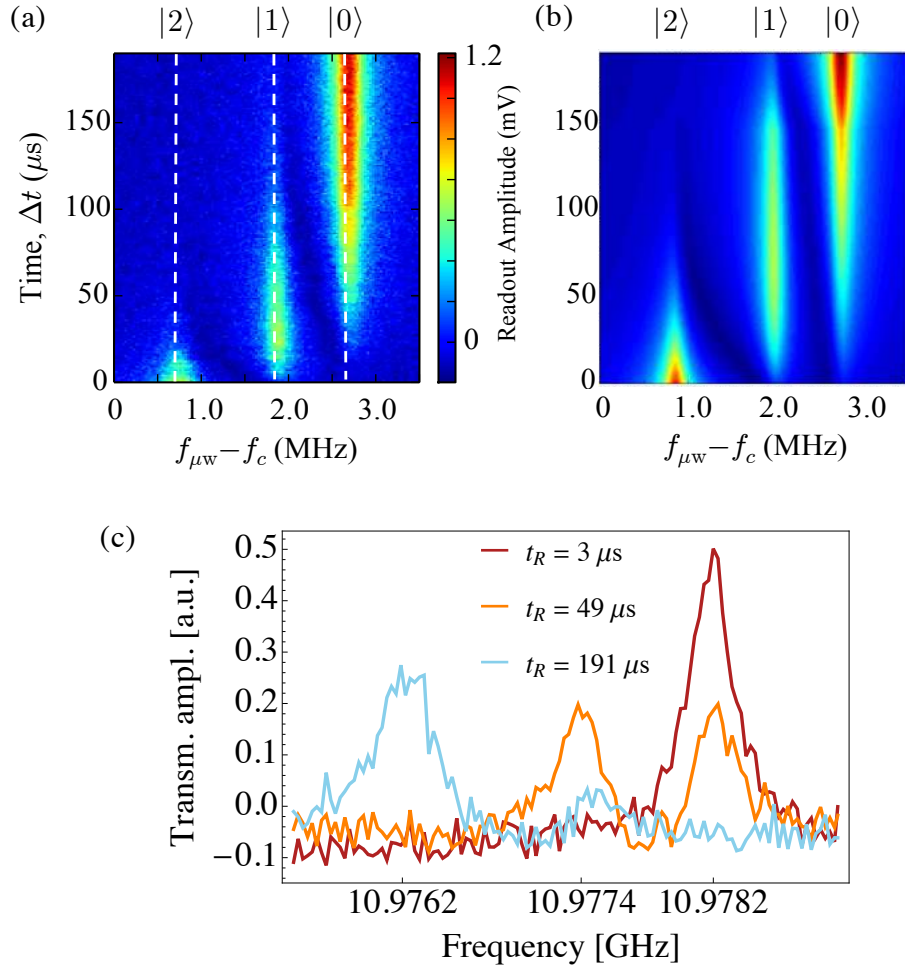 (a) |2⟩ |1⟩ |0⟩
(b) |2⟩ |1⟩ |0⟩
Time, Δt (μs)
150
100
50
0
0 1.0 2.0 3.0
f_μw−f_c (MHz)
1.2
0
Readout Amplitude (mV)
150
100
50
0
0 1.0 2.0 3.0
f_μw−f_c (MHz)
(c)
Transm. ampl. [a.u.]
0.5
0.4
0.3
0.2
0.1
0.0
−0.1
t_R = 3 μs
t_R = 49 μs
t_R = 191 μs
10.9762 10.9774 10.9782
Frequency [GHz]